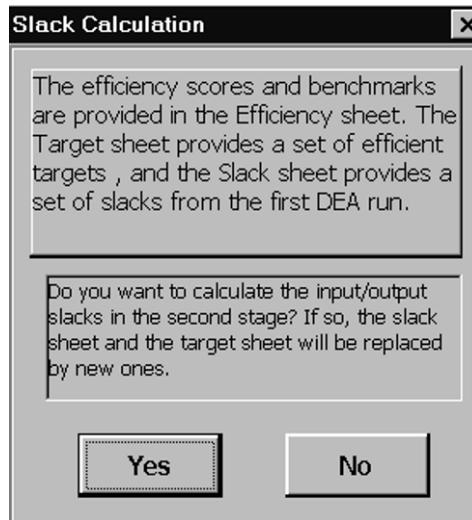 Slack Calculation
The efficiency scores and benchmarks
are provided in the Efficiency sheet. The
Target sheet provides a set of efficient
targets , and the Slack sheet provides a
set of slacks from the first DEA run.
Do you want to calculate the input/output
slacks in the second stage? If so, the slack
sheet and the target sheet will be replaced
by new ones.
Yes No